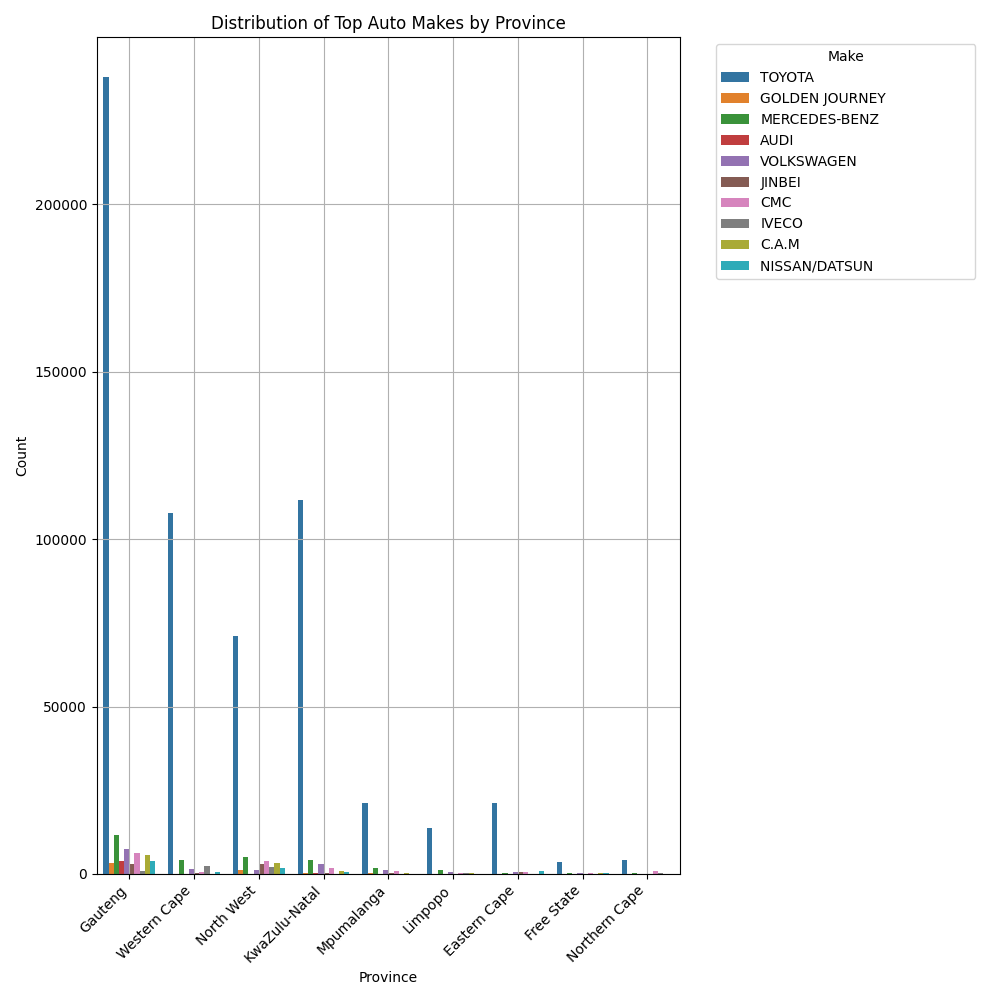 Distribution of Top Auto Makes by Province
Make
TOYOTA
GOLDEN JOURNEY
MERCEDES-BENZ
AUDI
VOLKSWAGEN
JINBEI
CMC
IVECO
C.A.M
NISSAN/DATSUN
200000
150000
100000
50000
0
Count
Gauteng
Western Cape
North West
KwaZulu-Natal
Mpumalanga
Limpopo
Eastern Cape
Free State
Northern Cape
Province